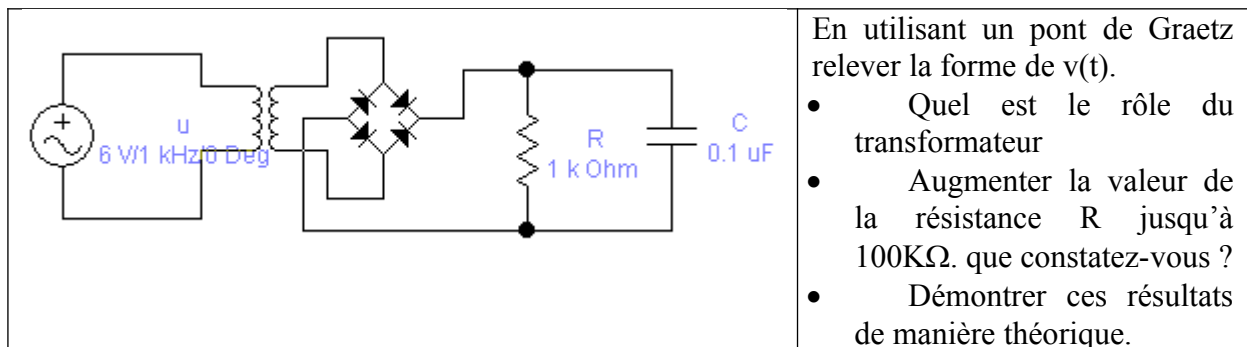 u
6 V/1 kHz/0 Deg
R
1 k Ohm
C
0.1 uF
En utilisant un pont de Graetz
relever la forme de v(t).
• Quel est le rôle du
transformateur
• Augmenter la valeur de
la résistance R jusqu’à
100KΩ. que constatez-vous ?
• Démontrer ces résultats
de manière théorique.